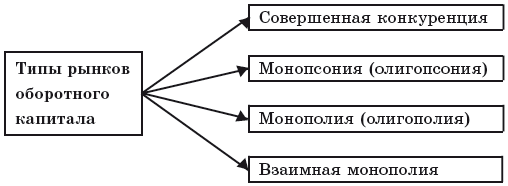 Типы рынков
оборотного
капитала
Совершенная конкуренция
Монопсония (олигопсония)
Монополия (олигополия)
Взаимная монополия